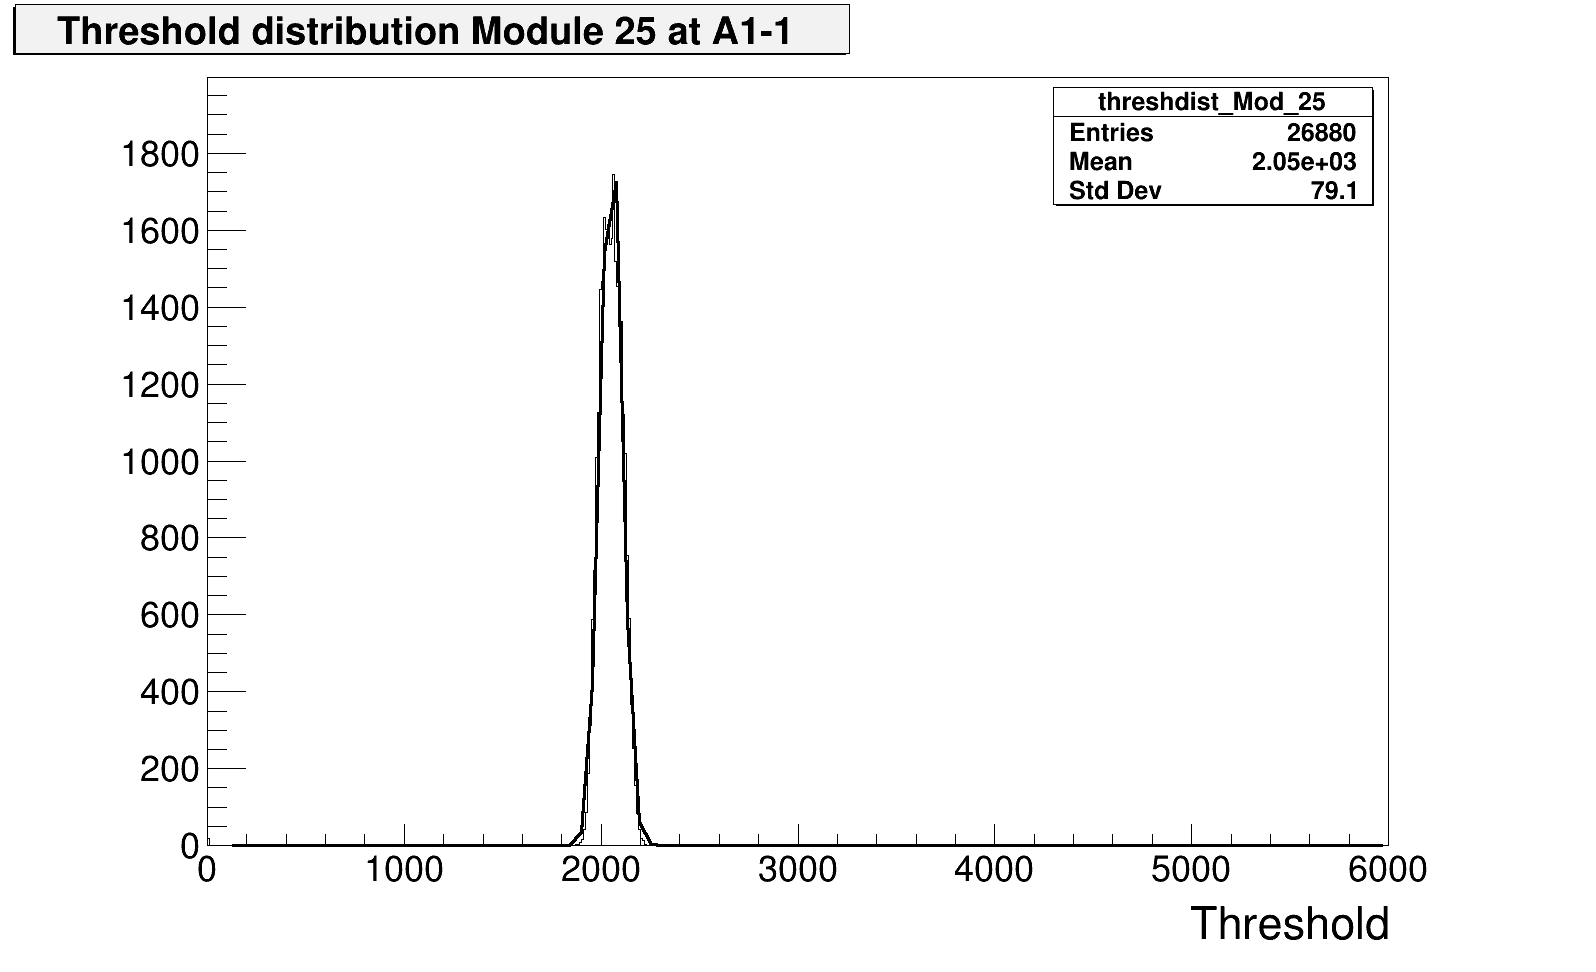 Threshold distribution Module 25 at A1-1
threshdist_Mod_25
Entries 26880
Mean 2.05e+03
Std Dev 79.1
1800
1600
1400
1200
1000
800
600
400
200
0
0 1000 2000 3000 4000 5000 6000
Threshold